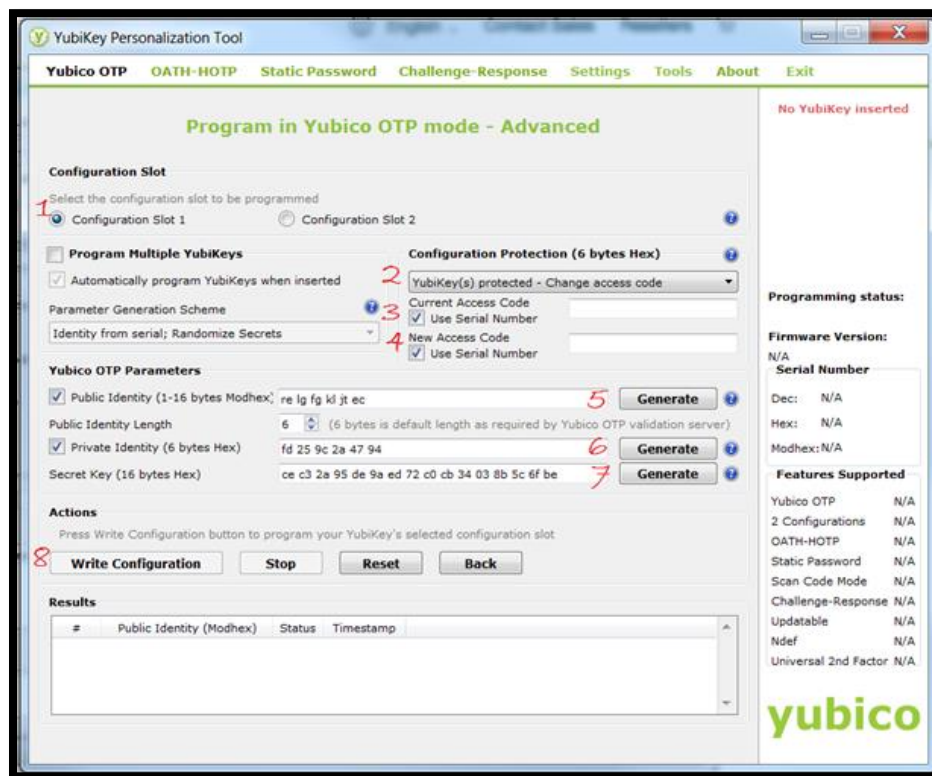 YubiKey Personalization Tool
Yubico OTP OATH-HOTP Static Password Challenge-Response Settings Tools About Exit
Program in Yubico OTP mode - Advanced
Configuration Slot
Select the configuration slot to be programmed
1 Configuration Slot 1 Configuration Slot 2
Program Multiple YubiKeys
Automatically program YubiKeys when inserted
Parameter Generation Scheme
Identity from serial; Randomize Secrets
Configuration Protection (6 bytes Hex)
2 YubiKey(s) protected - Change access code
Current Access Code
3 Use Serial Number
New Access Code
4 Use Serial Number
Yubico OTP Parameters
Public Identity (1-16 bytes Modhex) re lg fg kl jt ec 5 Generate
Public Identity Length 6 (6 bytes is default length as required by Yubico OTP validation server)
Private Identity (6 bytes Hex) fd 25 9c 2a 47 94 6 Generate
Secret Key (16 bytes Hex) ce c3 2a 95 de 9a ed 72 c0 cb 34 03 8b 5c 6f be 7 Generate
Actions
Press Write Configuration button to program your YubiKey's selected configuration slot
8 Write Configuration Stop Reset Back
Results
# Public Identity (Modhex) Status Timestamp
No YubiKey inserted
Programming status:
Firmware Version:
N/A
Serial Number
Dec: N/A
Hex: N/A
Modhex: N/A
Features Supported
Yubico OTP N/A
2 Configurations N/A
OATH-HOTP N/A
Static Password N/A
Scan Code Mode N/A
Challenge-Response N/A
Updatable N/A
Ndef N/A
Universal 2nd Factor N/A
yubico